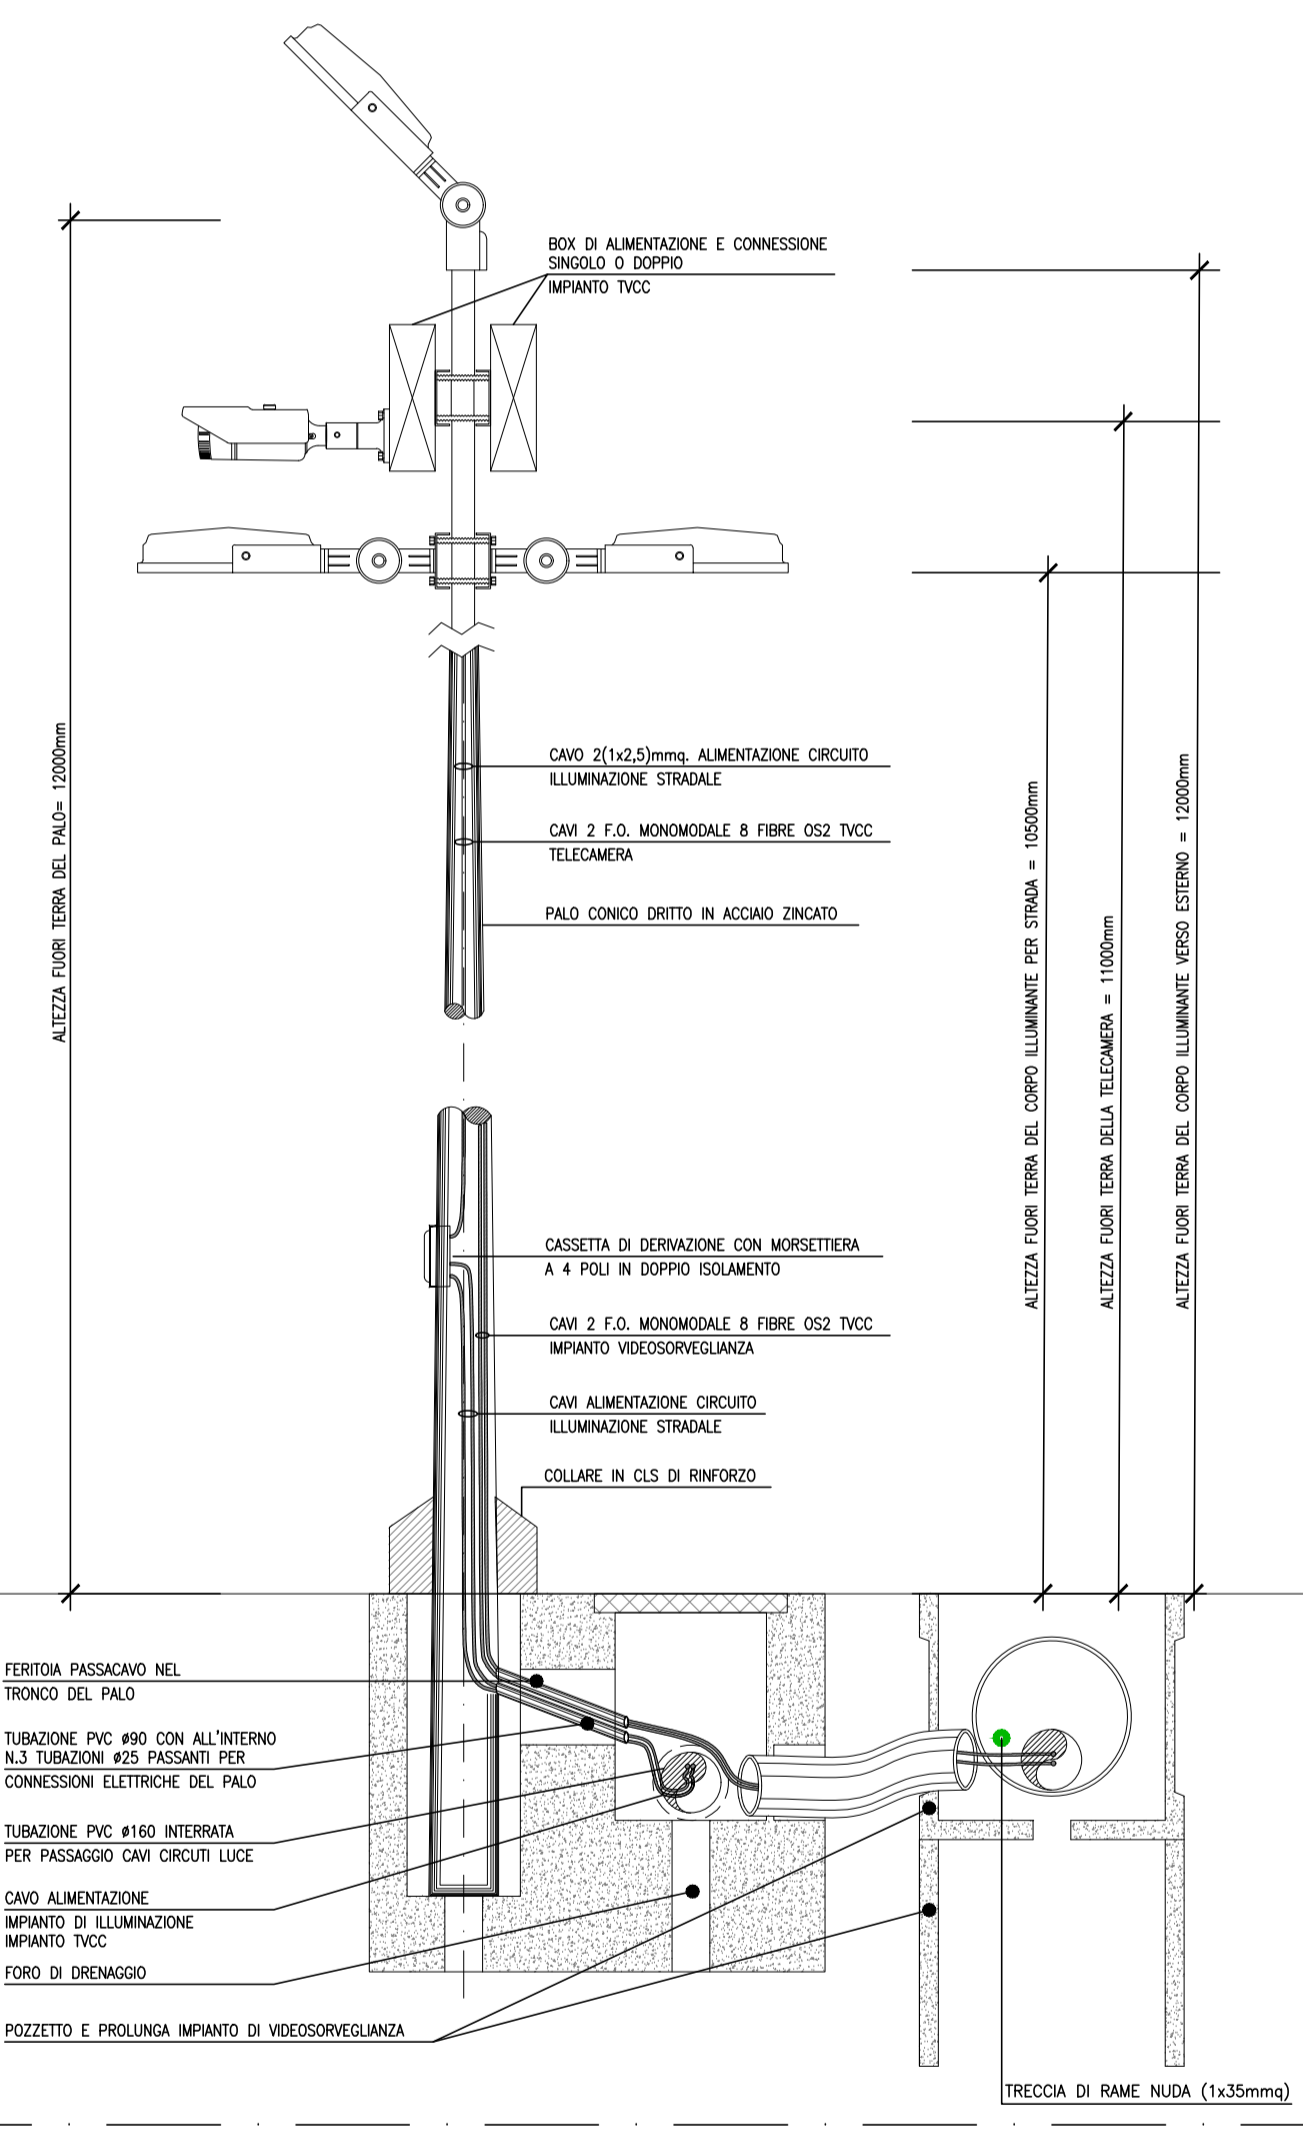 BOX DI ALIMENTAZIONE E CONNESSIONE
SINGOLO O DOPPIO
IMPIANTO TVCC
ALTEZZA FUORI TERRA DEL PALO= 12000mm
CAVO 2(1x2,5)mmq. ALIMENTAZIONE CIRCUITO
ILLUMINAZIONE STRADALE
CAVI 2 F.O. MONOMODALE 8 FIBRE OS2 TVCC
TELECAMERA
PALO CONICO DRITTO IN ACCIAIO ZINCATO
ALTEZZA FUORI TERRA DEL CORPO ILLUMINANTE PER STRADA = 10500mm
ALTEZZA FUORI TERRA DELLA TELECAMERA = 11000mm
ALTEZZA FUORI TERRA DEL CORPO ILLUMINANTE VERSO ESTERNO = 12000mm
CASSETTA DI DERIVAZIONE CON MORSETTIERA
A 4 POLI IN DOPPIO ISOLAMENTO
CAVI 2 F.O. MONOMODALE 8 FIBRE OS2 TVCC
IMPIANTO VIDEOSORVEGLIANZA
CAVI ALIMENTAZIONE CIRCUITO
ILLUMINAZIONE STRADALE
COLLARE IN CLS DI RINFORZO
FERITOIA PASSACAVO NEL
TRONCO DEL PALO
TUBAZIONE PVC ø90 CON ALL'INTERNO
N.3 TUBAZIONI ø25 PASSANTI PER
CONNESSIONI ELETTRICHE DEL PALO
TUBAZIONE PVC ø160 INTERRATA
PER PASSAGGIO CAVI CIRCUTI LUCE
CAVO ALIMENTAZIONE
IMPIANTO DI ILLUMINAZIONE
IMPIANTO TVCC
FORO DI DRENAGGIO
POZZETTO E PROLUNGA IMPIANTO DI VIDEOSORVEGLIANZA
TRECCIA DI RAME NUDA (1x35mmq)